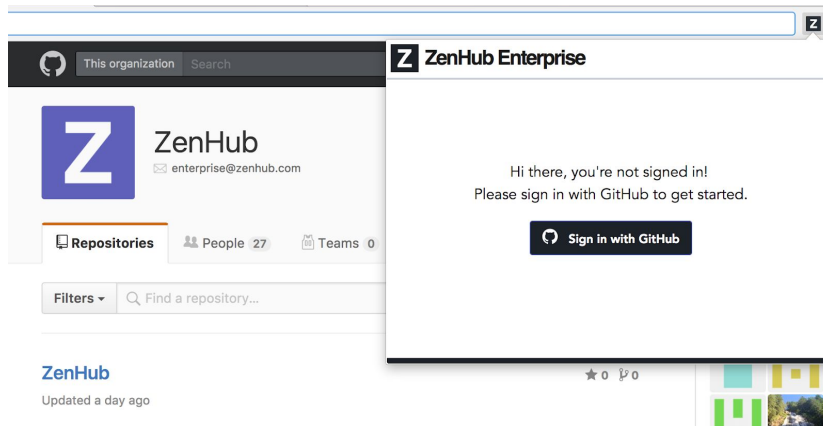 Z
This organization Search
Z ZenHub Enterprise
Z
ZenHub
enterprise@zenhub.com
Hi there, you're not signed in!
Please sign in with GitHub to get started.
Sign in with GitHub
Repositories People 27 Teams 0
Filters Find a repository...
ZenHub
0 0
Updated a day ago